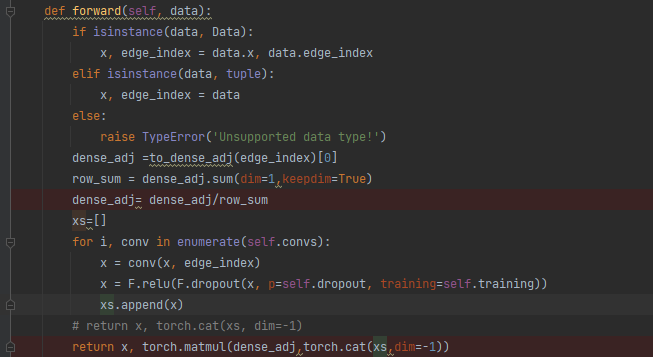 def forward(self, data):
    if isinstance(data, Data):
        x, edge_index = data.x, data.edge_index
    elif isinstance(data, tuple):
        x, edge_index = data
    else:
        raise TypeError('Unsupported data type!')
    dense_adj =to_dense_adj(edge_index)[0]
    row_sum = dense_adj.sum(dim=1,keepdim=True)
    dense_adj= dense_adj/row_sum
    xs=[]
    for i, conv in enumerate(self.convs):
        x = conv(x, edge_index)
        x = F.relu(F.dropout(x, p=self.dropout, training=self.training))
        xs.append(x)
    # return x, torch.cat(xs, dim=-1)
    return x, torch.matmul(dense_adj,torch.cat(xs,dim=-1))